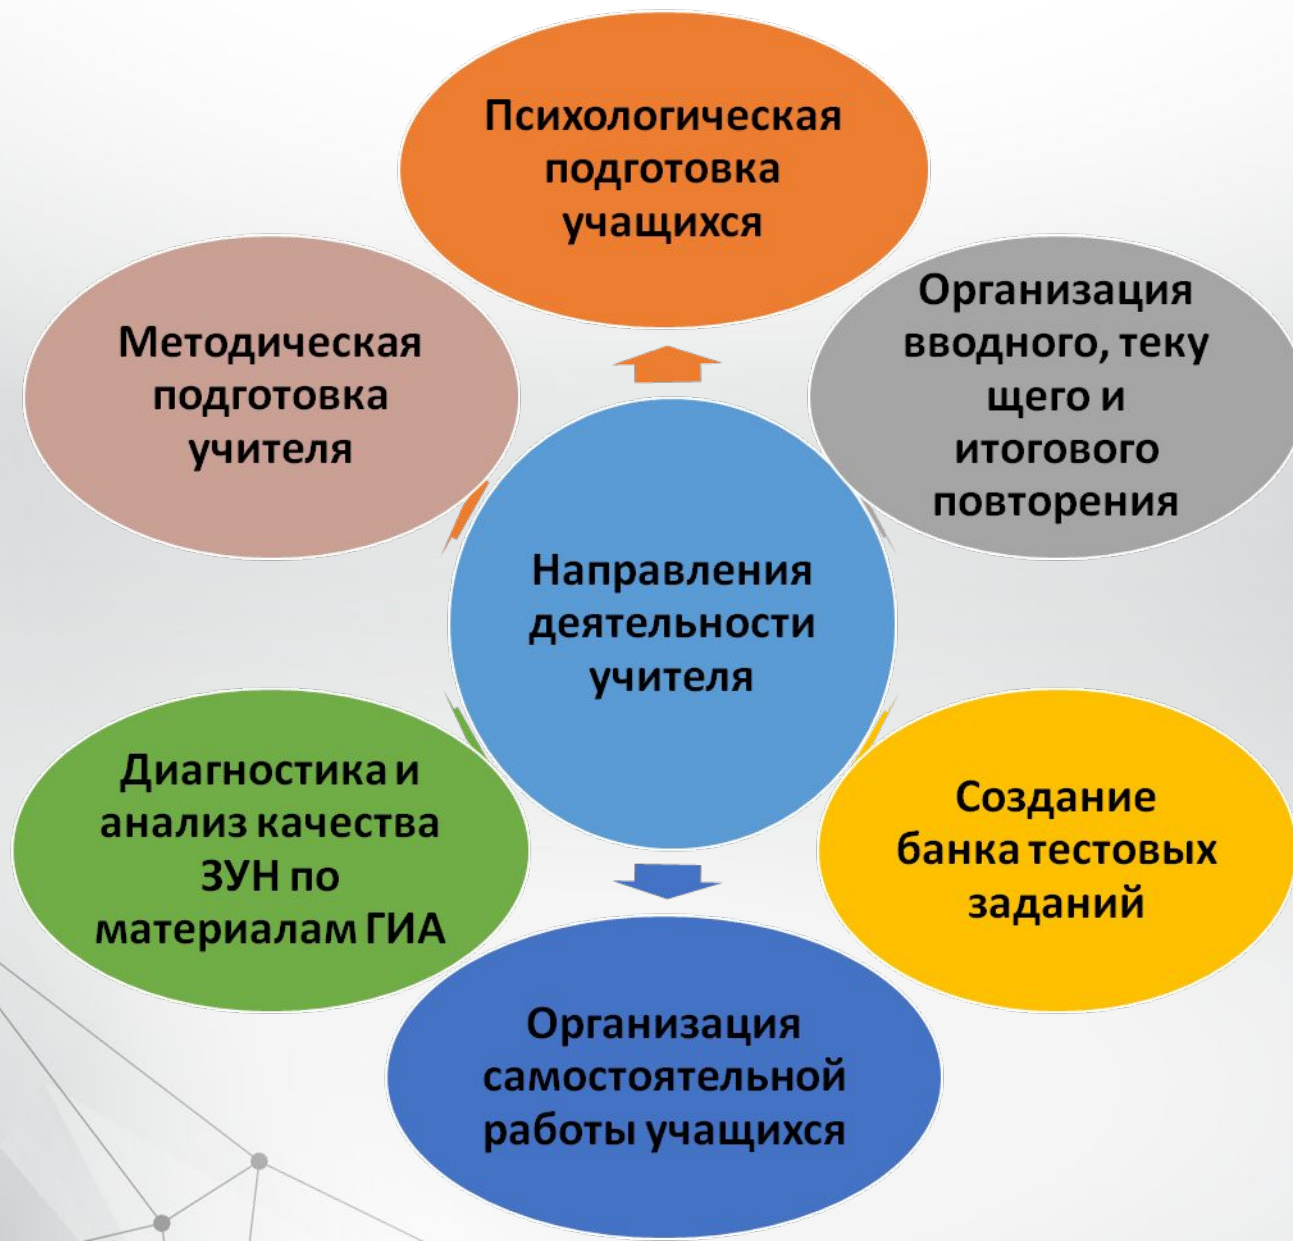 Психологическая
подготовка
учащихся
Организация
вводного, теку
щего и
итогового
повторения
Методическая
подготовка
учителя
Направления
деятельности
учителя
Диагностика и
анализ качества
ЗУН по
материалам ГИА
Создание
банка тестовых
заданий
Организация
самостоятельной
работы учащихся